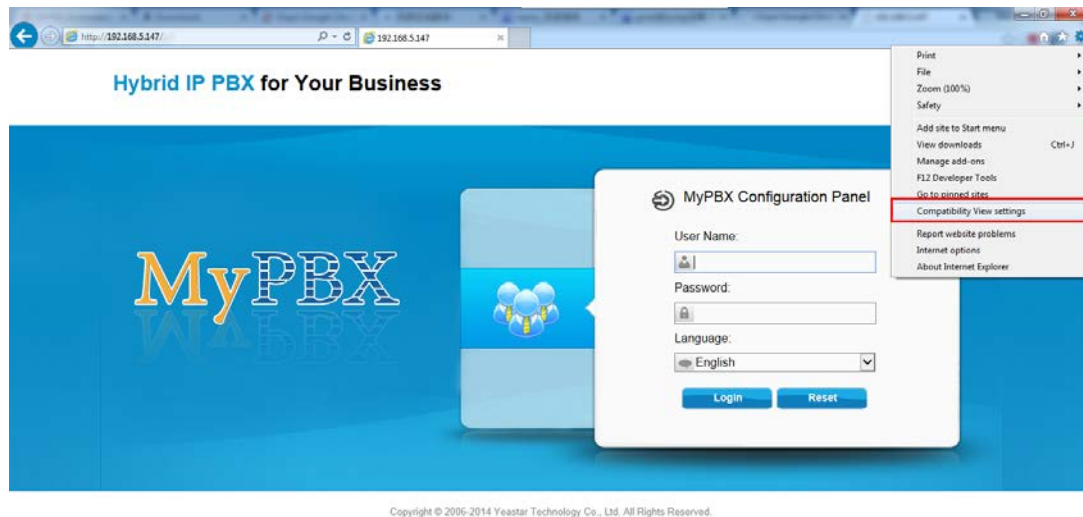 http://192.168.5.147/
192.168.5.147
Print
File
Zoom (100%)
Safety
Add site to Start menu
View downloads Ctrl+J
Manage add-ons
F12 Developer Tools
Go to pinned sites
Compatibility View settings
Report website problems
Internet options
About Internet Explorer
Hybrid IP PBX for Your Business
MyPBX
MyPBX Configuration Panel
User Name:
Password:
Language:
English
Login Reset
Copyright © 2006-2014 Yeastar Technology Co., Ltd. All Rights Reserved.